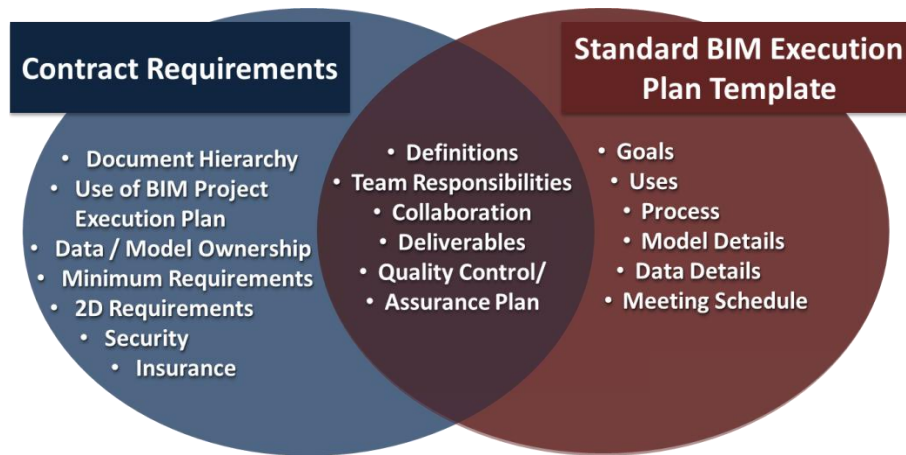 Contract Requirements
• Document Hierarchy
• Use of BIM Project
Execution Plan
• Data / Model Ownership
• Minimum Requirements
• 2D Requirements
• Security
• Insurance
• Definitions
• Team Responsibilities
• Collaboration
• Deliverables
• Quality Control/
• Assurance Plan
Standard BIM Execution
Plan Template
• Goals
• Uses
• Process
• Model Details
• Data Details
• Meeting Schedule